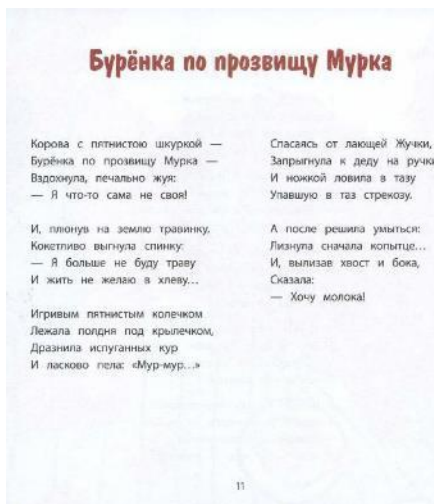 Бурёнка по прозвищу Мурка
Корова с пятнистою шкуркой —
Бурёнка по прозвищу Мурка —
Вздохнула, печально жуя:
— Я что-то сама не своя!
И, плюнув на землю травинку,
Кокетливо выгнула спинку:
— Я больше не буду траву
И жить не желаю в хлеву...
Игривым пятнистым колечком
Лежала полдня под крылечком,
Дразнила испуганных кур
И ласково пела: «Мур-мур...»
Спасаясь от лающей Жучки,
Запрыгнула к деду на ручки
И ножкой ловила в тазу
Упавшую в таз стрекозу.
А после решила умыться:
Лизнула сначала копытце...
И, вылизав хвост и бока,
Сказала:
— Хочу молока!
11